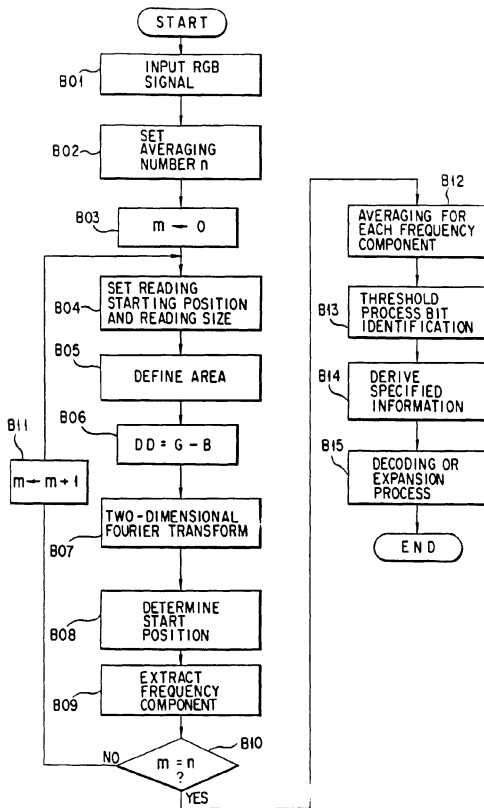 START
B01
INPUT RGB
SIGNAL
B02
SET
AVERAGING
NUMBER n
B03
m ← 0
B04
SET READING
STARTING POSITION
AND READING SIZE
B05
DEFINE AREA
B06
DD = G - B
B11
m ← m + 1
B07
TWO-DIMENSIONAL
FOURIER TRANSFORM
B08
DETERMINE
START
POSITION
B09
EXTRACT
FREQUENCY
COMPONENT
B10
m = n
?
NO
YES
B12
AVERAGING FOR
EACH FREQUENCY
COMPONENT
B13
THRESHOLD
PROCESS BIT
IDENTIFICATION
B14
DERIVE
SPECIFIED
INFORMATION
B15
DECODING OR
EXPANSION
PROCESS
END